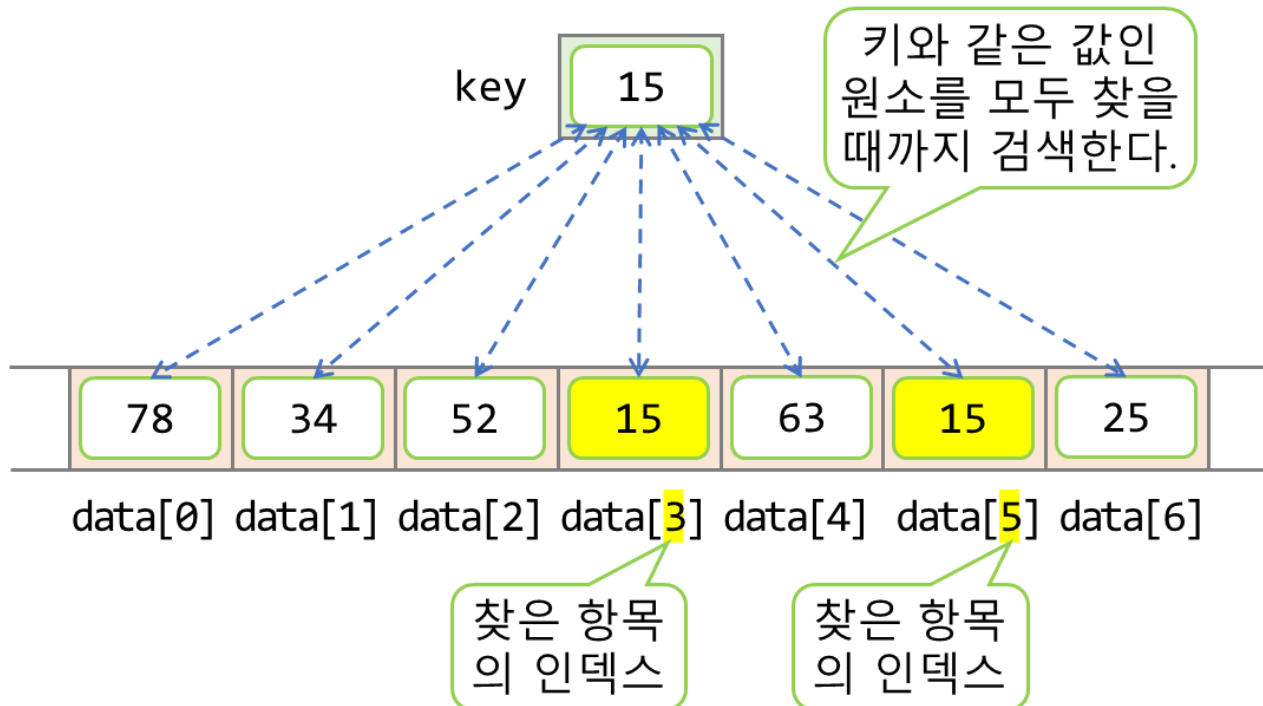 키와 같은 값인
원소를 모두 찾을
때까지 검색한다.
key 15
78 34 52 15 63 15 25
data[0] data[1] data[2] data[3] data[4] data[5] data[6]
찾은 항목
의 인덱스
찾은 항목
의 인덱스